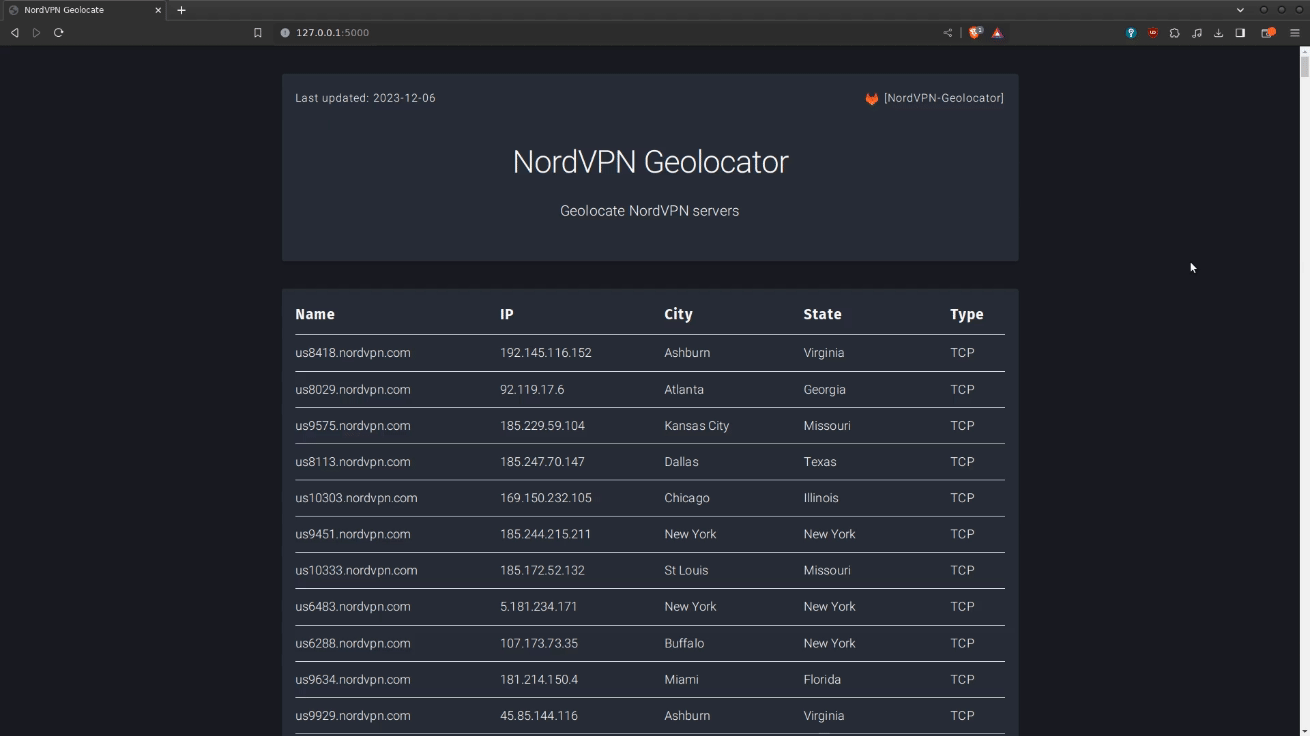 NordVPN Geolocate
127.0.0.1:5000
Last updated: 2023-12-06
[NordVPN-Geolocator]
NordVPN Geolocator
Geolocate NordVPN servers
Name IP City State Type
us8418.nordvpn.com 192.145.116.152 Ashburn Virginia TCP
us8029.nordvpn.com 92.119.17.6 Atlanta Georgia TCP
us9575.nordvpn.com 185.229.59.104 Kansas City Missouri TCP
us8113.nordvpn.com 185.247.70.147 Dallas Texas TCP
us10303.nordvpn.com 169.150.232.105 Chicago Illinois TCP
us9451.nordvpn.com 185.244.215.211 New York New York TCP
us10333.nordvpn.com 185.172.52.132 St Louis Missouri TCP
us6483.nordvpn.com 5.181.234.171 New York New York TCP
us6288.nordvpn.com 107.173.73.35 Buffalo New York TCP
us9634.nordvpn.com 181.214.150.4 Miami Florida TCP
us9929.nordvpn.com 45.85.144.116 Ashburn Virginia TCP